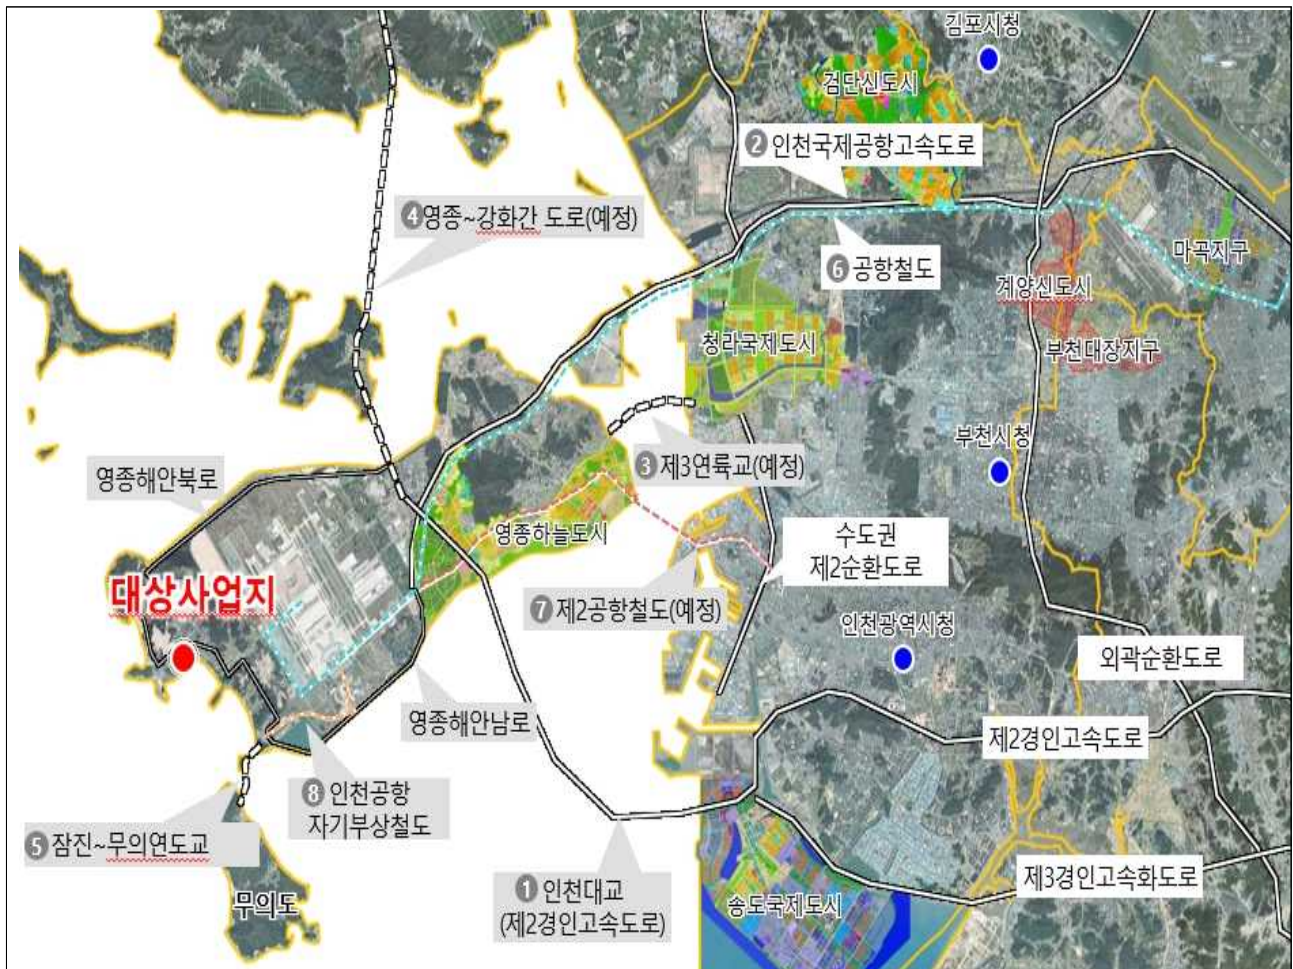 김포시청
검단신도시
❷ 인천국제공항고속도로
❹영종~강화간 도로(예정)
마곡지구
❻ 공항철도
계양신도시
청라국제도시
부천대장지구
부천시청
❸ 제3연륙교(예정)
영종해안북로
영종하늘도시
수도권
제2순환도로
대상사업지
❼ 제2공항철도(예정)
인천광역시청
외곽순환도로
영종해안남로
제2경인고속도로
❽ 인천공항
자기부상철도
❺ 잠진~무의연도교
제3경인고속화도로
❶ 인천대교
(제2경인고속도로)
무의도
송도국제도시